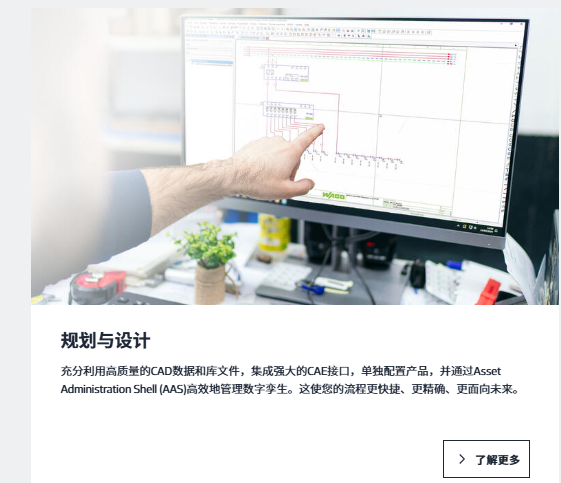 WAGO
规划与设计
充分利用高质量的CAD数据和库文件，集成强大的CAE接口，单独配置产品，并通过Asset
Administration Shell (AAS)高效地管理数字孪生。这使您的流程更快捷、更精确、更面向未来。
了解更多